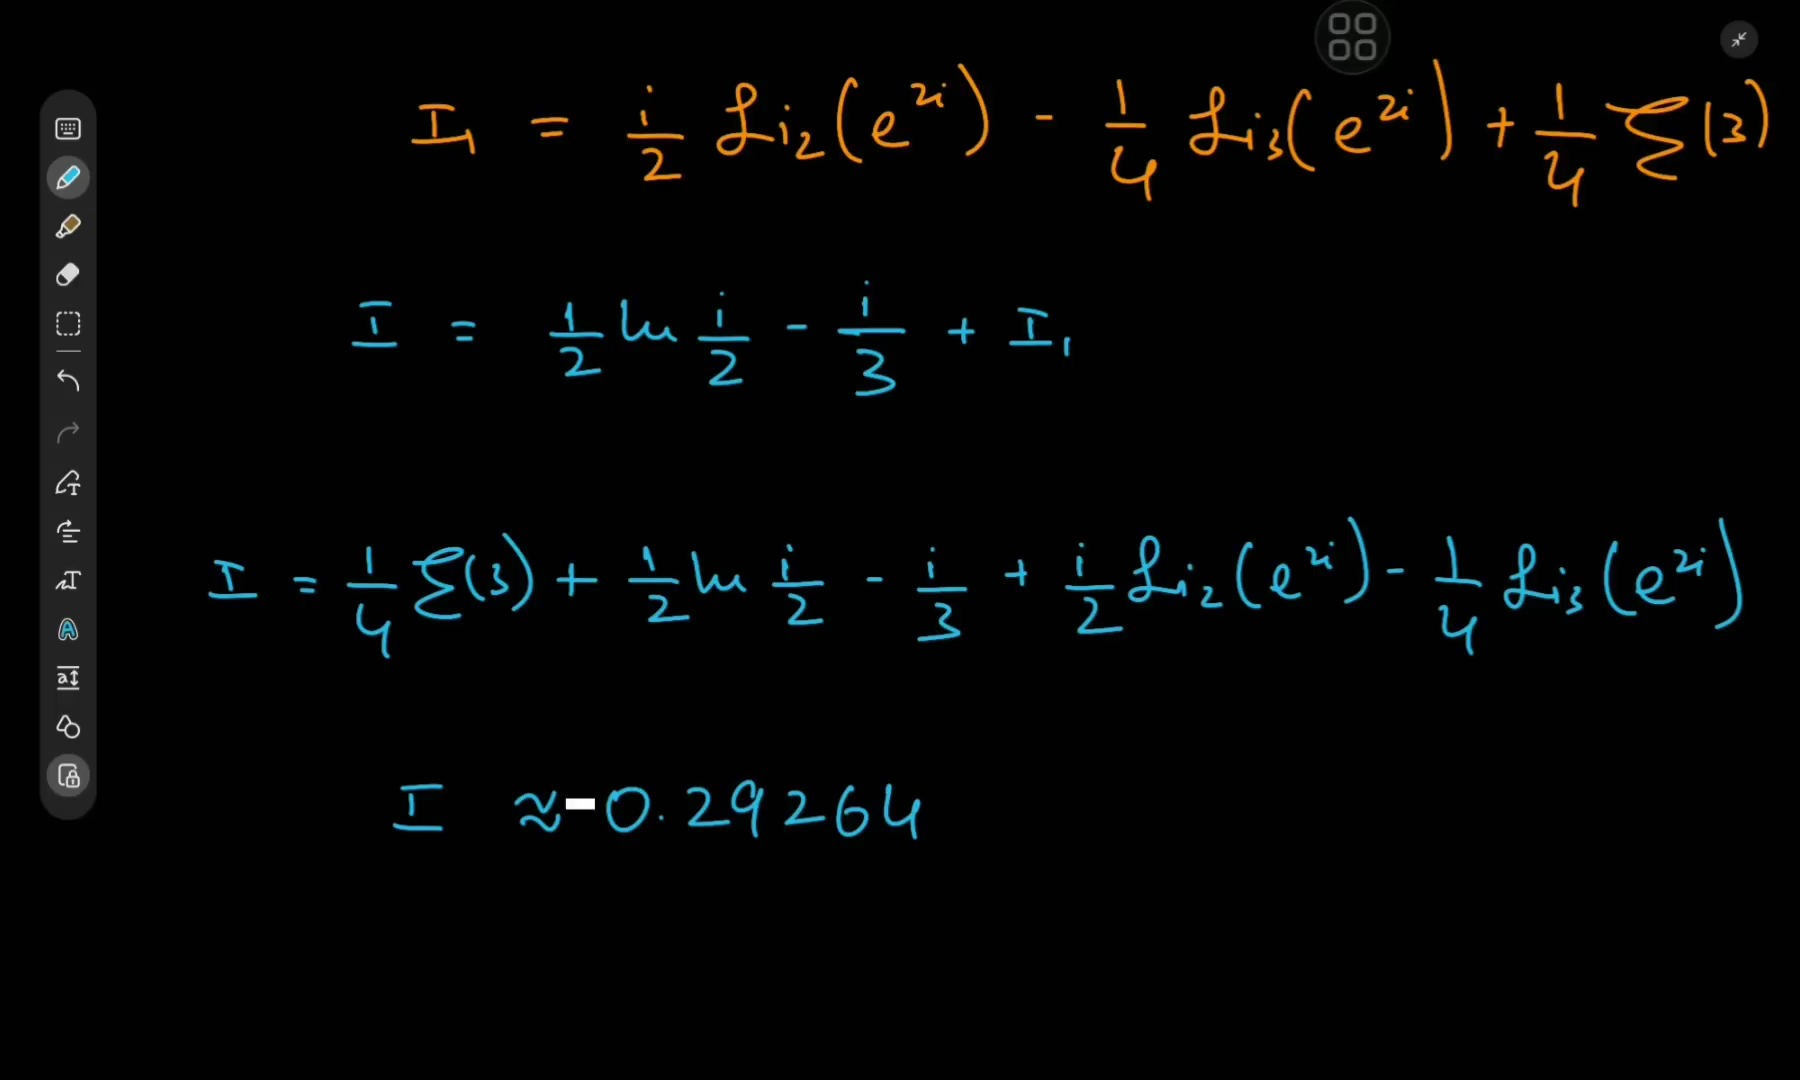 I₁ = i/2 Li₂(e²ⁱ) - 1/4 Li₃(e²ⁱ) + 1/4 ξ(3)
I = 1/2 ln i/2 - i/3 + I₁
I = 1/4 ξ(3) + 1/2 ln i/2 - i/3 + i/2 Li₂(e²ⁱ) - 1/4 Li₃(e²ⁱ)
I ≈ -0.29264